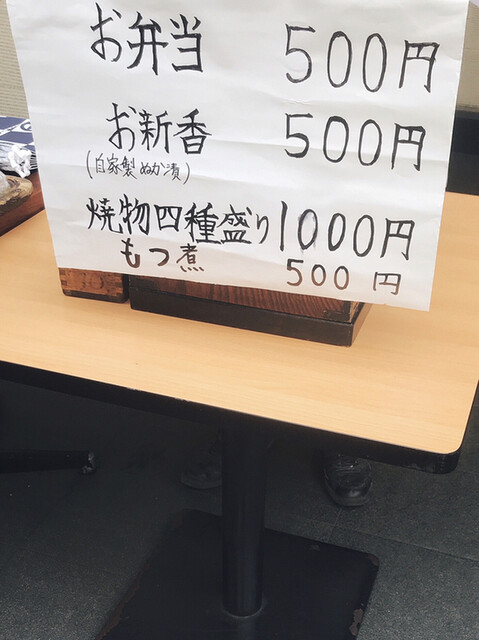 お弁当 500円
お新香 500円
(自家製 ぬか漬)
焼物四種盛り 1000円
もつ煮 500円